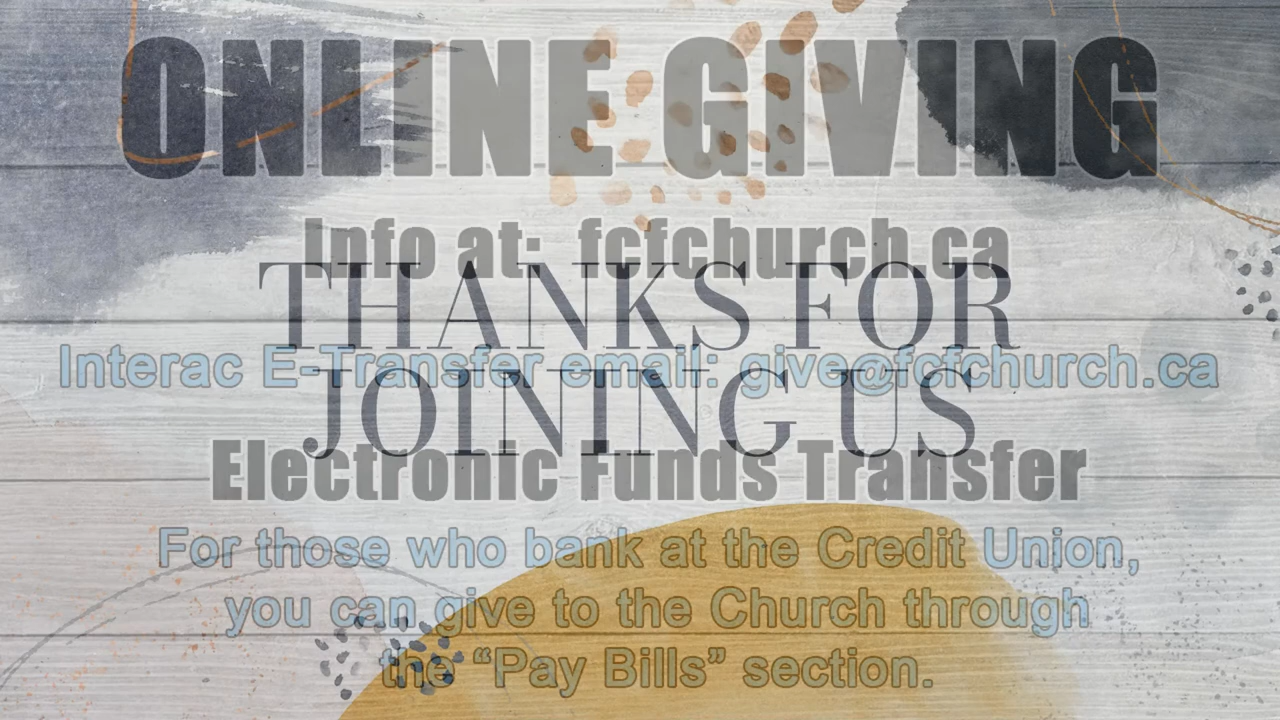 ONLINE GIVING
Info at: fcfchurch.ca
THANKS FOR
Interac E-Transfer email: give@fcfchurch.ca
JOINING US
Electronic Funds Transfer
For those who bank at the Credit Union,
you can give to the Church through
the “Pay Bills” section.